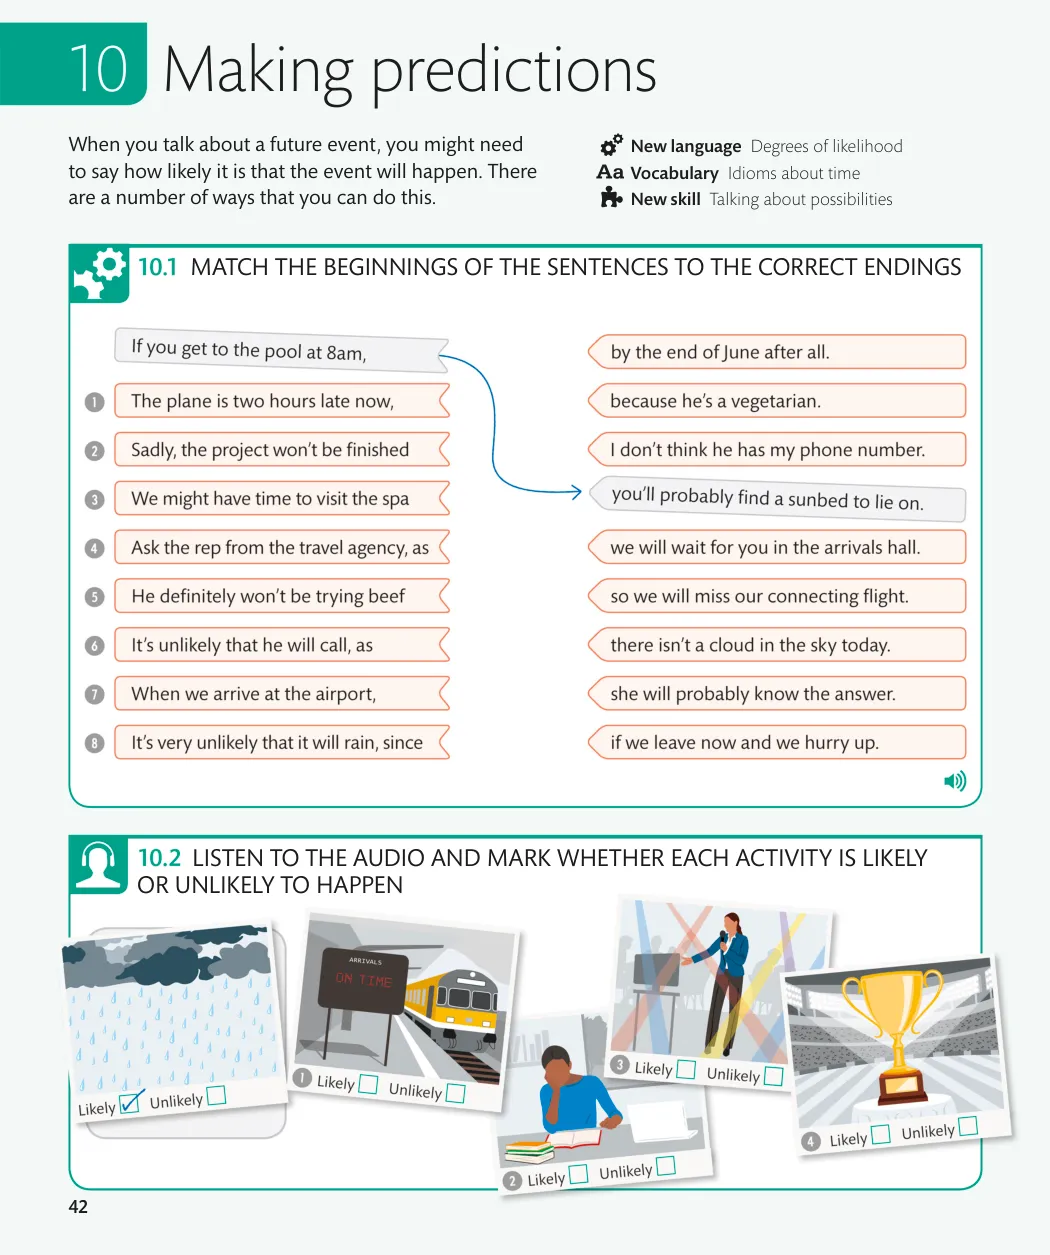 10 Making predictions
When you talk about a future event, you might need
to say how likely it is that the event will happen. There
are a number of ways that you can do this.
New language Degrees of likelihood
Aa Vocabulary Idioms about time
New skill Talking about possibilities
10.1 MATCH THE BEGINNINGS OF THE SENTENCES TO THE CORRECT ENDINGS
If you get to the pool at 8am,
1 The plane is two hours late now,
2 Sadly, the project won't be finished
3 We might have time to visit the spa
4 Ask the rep from the travel agency, as
5 He definitely won't be trying beef
6 It's unlikely that he will call, as
7 When we arrive at the airport,
8 It's very unlikely that it will rain, since
by the end of June after all.
because he's a vegetarian.
I don't think he has my phone number.
you'll probably find a sunbed to lie on.
we will wait for you in the arrivals hall.
so we will miss our connecting flight.
there isn't a cloud in the sky today.
she will probably know the answer.
if we leave now and we hurry up.
10.2 LISTEN TO THE AUDIO AND MARK WHETHER EACH ACTIVITY IS LIKELY
OR UNLIKELY TO HAPPEN
Likely Unlikely
ARRIVALS
ON TIME
1 Likely Unlikely
2 Likely Unlikely
3 Likely Unlikely
4 Likely Unlikely
42